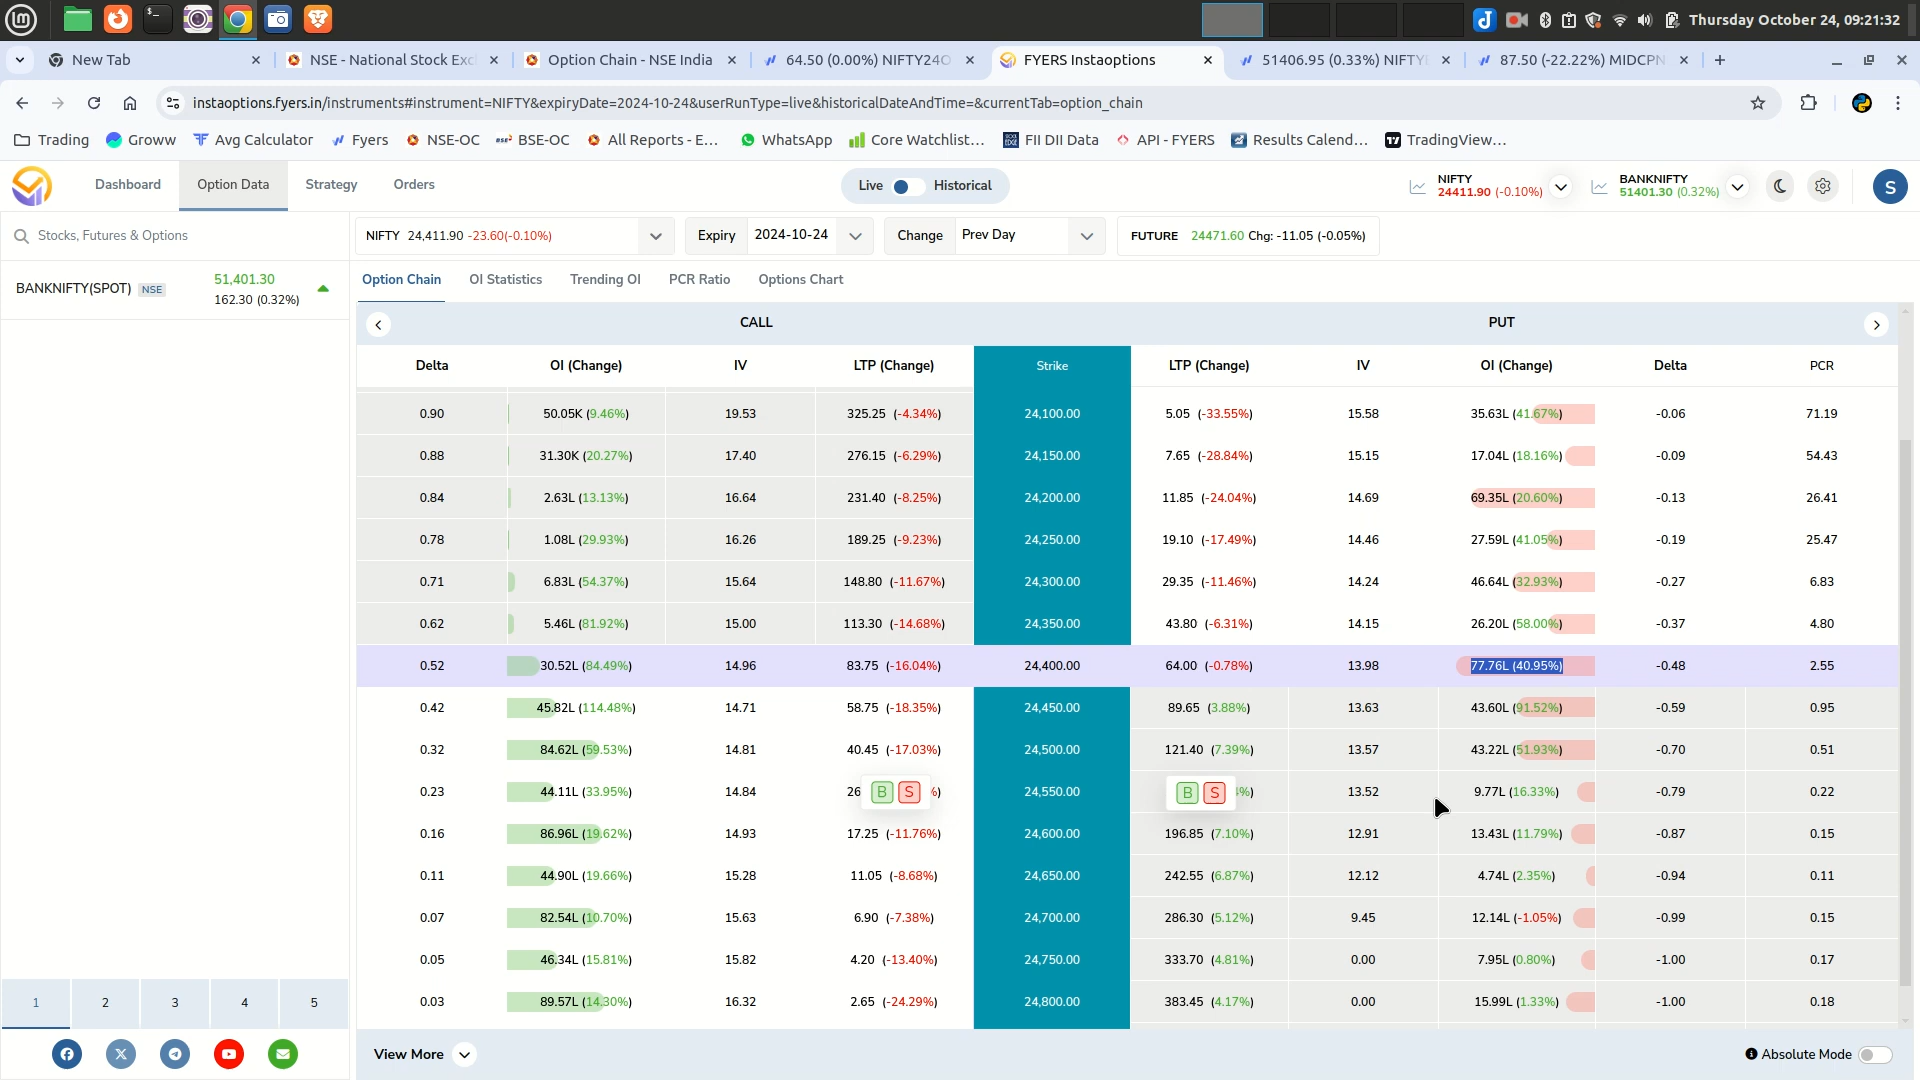 Thursday October 24, 09:21:32
New Tab
NSE - National Stock Exc
Option Chain - NSE India
64.50 (0.00%) NIFTY24O
FYERS Instaoptions
51406.95 (0.33%) NIFTY
87.50 (-22.22%) MIDCPN
instaoptions.fyers.in/instruments#instrument=NIFTY&expiryDate=2024-10-24&userRunType=live&historicalDateAndTime=&currentTab=option_chain
Trading
Groww
Avg Calculator
Fyers
NSE-OC
BSE-OC
All Reports - E…
WhatsApp
Core Watchlist…
FII DII Data
API - FYERS
Results Calend…
TradingView…
Dashboard
Option Data
Strategy
Orders
Live
Historical
NIFTY
24411.90 (-0.10%)
BANKNIFTY
51401.30 (0.32%)
S
Stocks, Futures & Options
NIFTY 24,411.90 -23.60(-0.10%)
Expiry 2024-10-24
Change Prev Day
FUTURE 24471.60 Chg: -11.05 (-0.05%)
BANKNIFTY(SPOT) NSE
51,401.30
162.30 (0.32%)
Option Chain
OI Statistics
Trending OI
PCR Ratio
Options Chart
CALL PUT
Delta OI (Change) IV LTP (Change) Strike LTP (Change) IV OI (Change) Delta PCR
0.90 50.05K (9.46%) 19.53 325.25 (-4.34%) 24,100.00 5.05 (-33.55%) 15.58 35.63L (41.67%) -0.06 71.19
0.88 31.30K (20.27%) 17.40 276.15 (-6.29%) 24,150.00 7.65 (-28.84%) 15.15 17.04L (18.16%) -0.09 54.43
0.84 2.63L (13.13%) 16.64 231.40 (-8.25%) 24,200.00 11.85 (-24.04%) 14.69 69.35L (20.60%) -0.13 26.41
0.78 1.08L (29.93%) 16.26 189.25 (-9.23%) 24,250.00 19.10 (-17.49%) 14.46 27.59L (41.05%) -0.19 25.47
0.71 6.83L (54.37%) 15.64 148.80 (-11.67%) 24,300.00 29.35 (-11.46%) 14.24 46.64L (32.93%) -0.27 6.83
0.62 5.46L (81.92%) 15.00 113.30 (-14.68%) 24,350.00 43.80 (-6.31%) 14.15 26.20L (58.00%) -0.37 4.80
0.52 30.52L (84.49%) 14.96 83.75 (-16.04%) 24,400.00 64.00 (-0.78%) 13.98 77.76L (40.95%) -0.48 2.55
0.42 45.82L (114.48%) 14.71 58.75 (-18.35%) 24,450.00 89.65 (3.88%) 13.63 43.60L (91.52%) -0.59 0.95
0.32 84.62L (59.53%) 14.81 40.45 (-17.03%) 24,500.00 121.40 (7.39%) 13.57 43.22L (51.93%) -0.70 0.51
0.23 44.11L (33.95%) 14.84 26 B S %) 24,550.00 B S %) 13.52 9.77L (16.33%) -0.79 0.22
0.16 86.96L (19.62%) 14.93 17.25 (-11.76%) 24,600.00 196.85 (7.10%) 12.91 13.43L (11.79%) -0.87 0.15
0.11 44.90L (19.66%) 15.28 11.05 (-8.68%) 24,650.00 242.55 (6.87%) 12.12 4.74L (2.35%) -0.94 0.11
0.07 82.54L (10.70%) 15.63 6.90 (-7.38%) 24,700.00 286.30 (5.12%) 9.45 12.14L (-1.05%) -0.99 0.15
0.05 46.34L (15.81%) 15.82 4.20 (-13.40%) 24,750.00 333.70 (4.81%) 0.00 7.95L (0.80%) -1.00 0.17
0.03 89.57L (14.30%) 16.32 2.65 (-24.29%) 24,800.00 383.45 (4.17%) 0.00 15.99L (1.33%) -1.00 0.18
1 2 3 4 5
View More
Absolute Mode